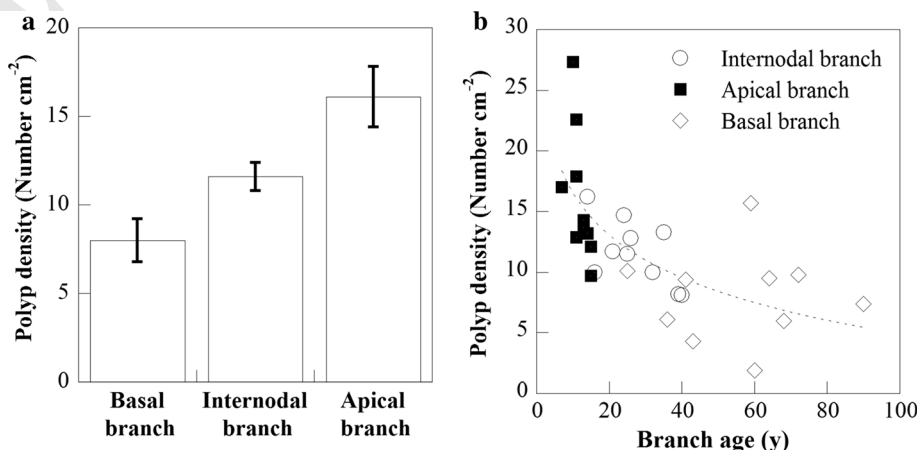 a
20
15
10
5
0
Polyp density (Number cm⁻²)
Basal branch
Internodal branch
Apical branch
b
30
25
20
15
10
5
0
Polyp density (Number cm⁻²)
Internodal branch
Apical branch
Basal branch
0 20 40 60 80 100
Branch age (y)